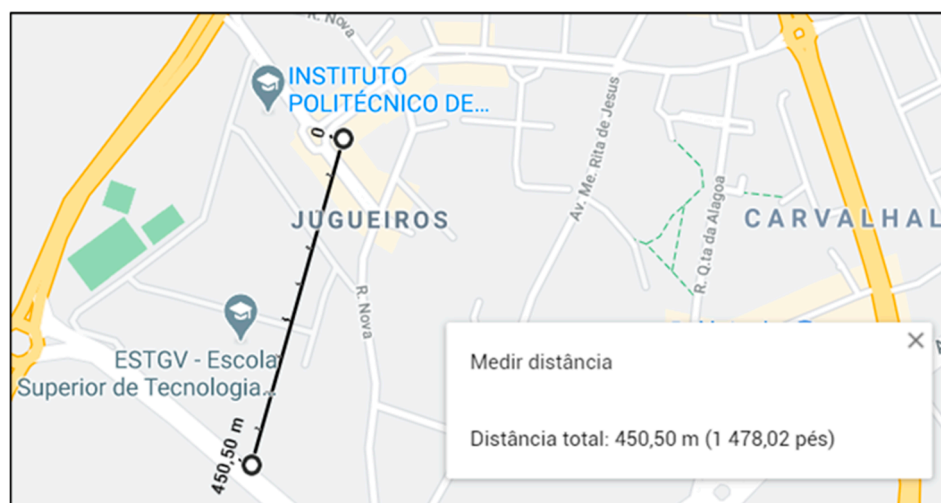 R. Nova
INSTITUTO
POLITÉCNICO DE...
0
Av. Me. Rita de Jesus
JUGUEIROS
CARVALHAL
R. Q.ta da Alagoa
R. Nova
ESTGV - Escola
Superior de Tecnologia...
450,50 m
Medir distância
Distância total: 450,50 m (1 478,02 pés)